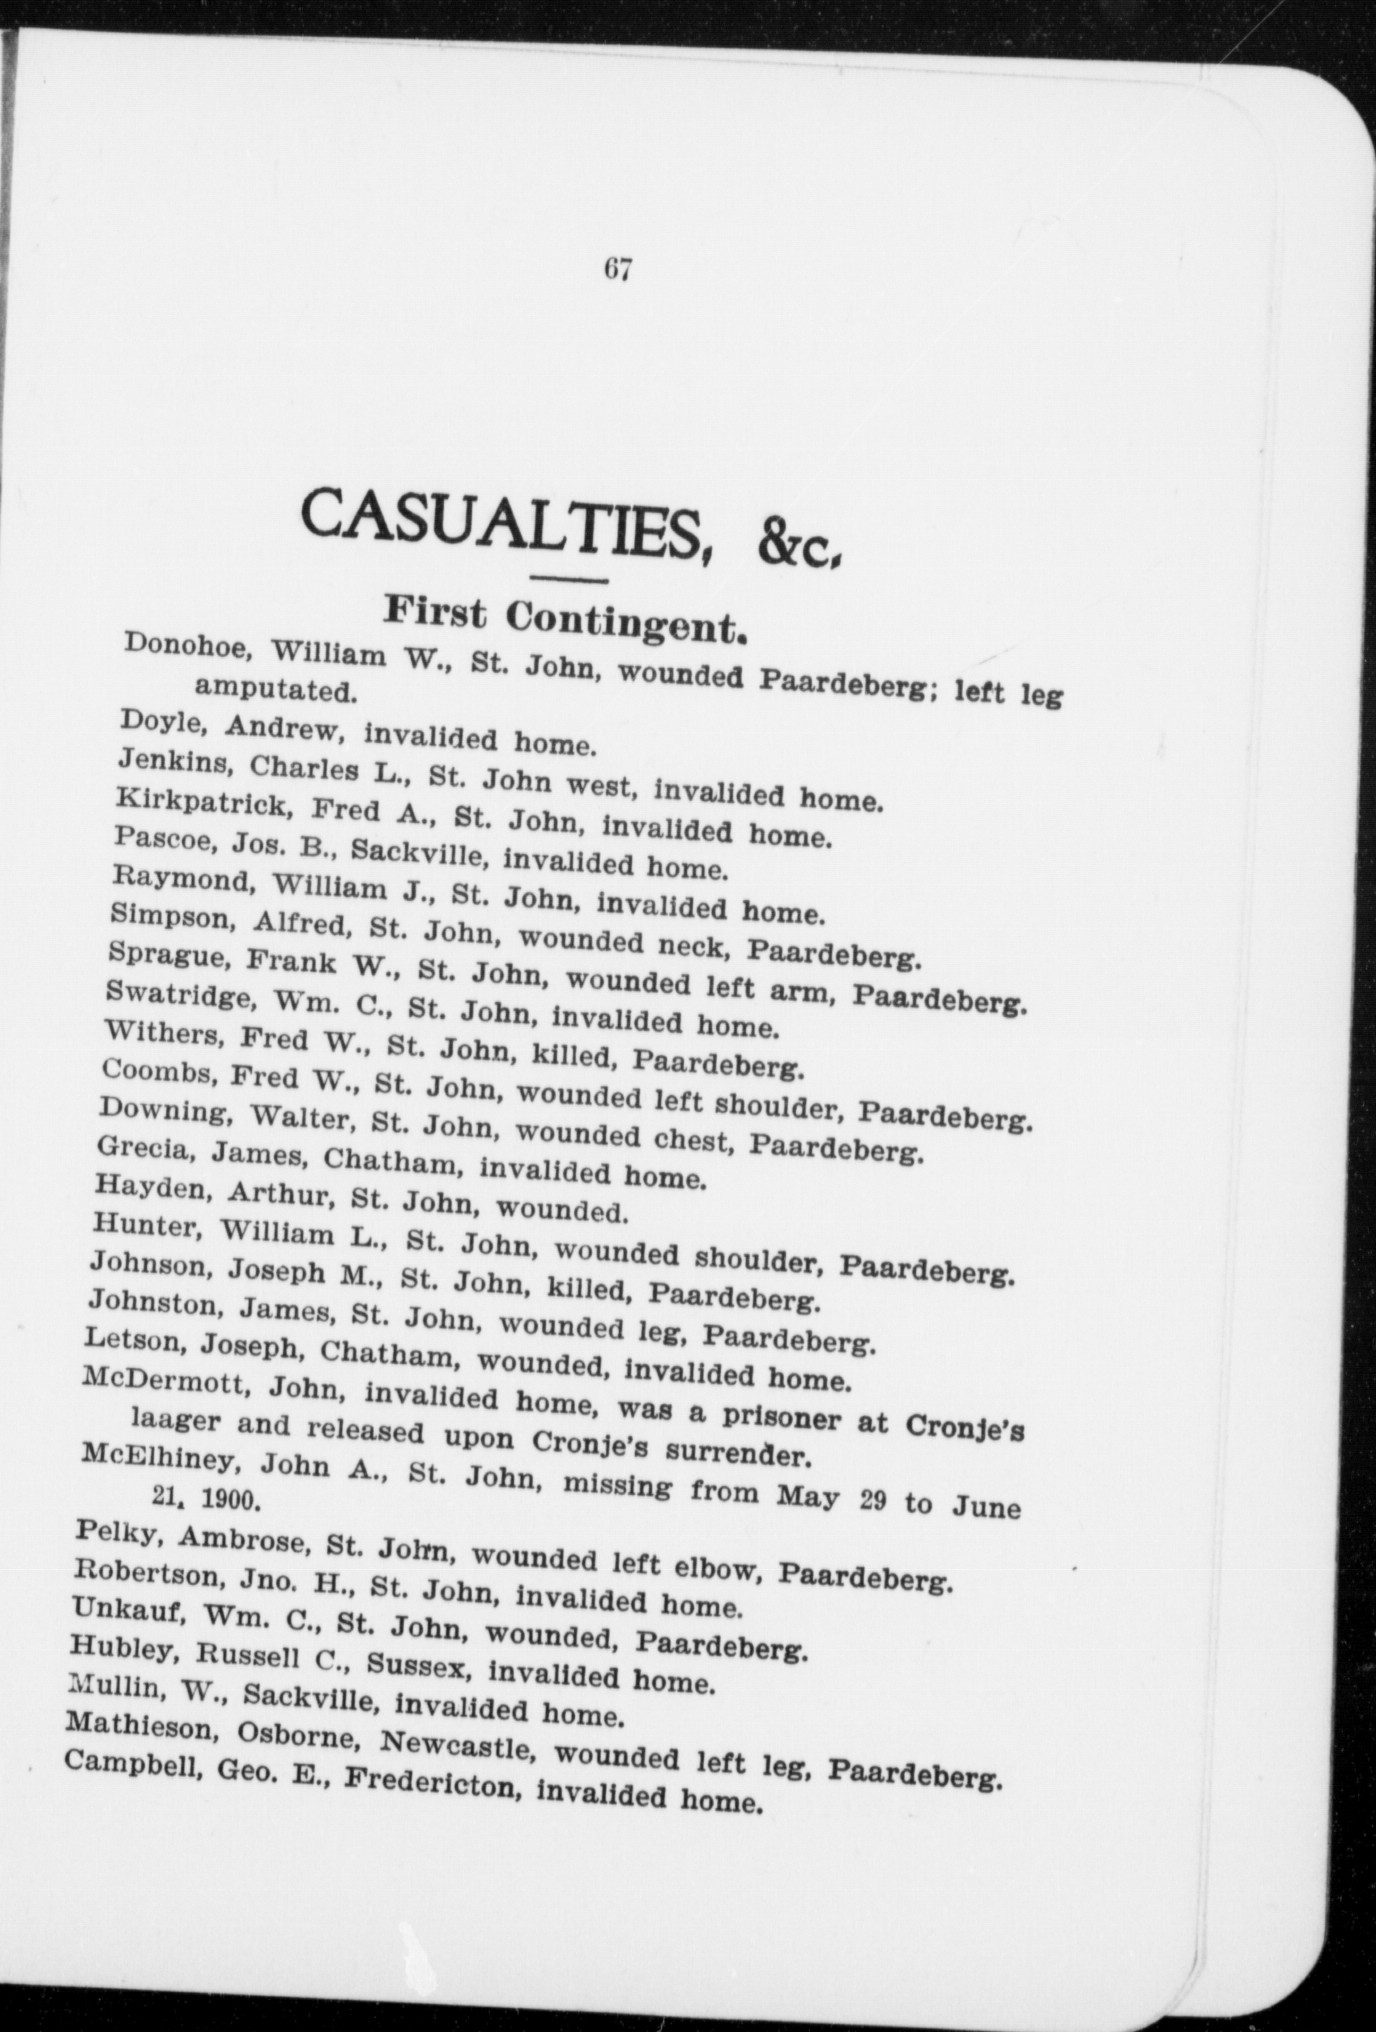 67
CASUALTIES, &c.
First Contingent.
Donohoe, William W., St. John, wounded Paardeberg; left leg
amputated.
Doyle, Andrew, invalided home.
Jenkins, Charles L., St. John west, invalided home.
Kirkpatrick, Fred A., St. John, invalided home.
Pascoe, Jos. B., Sackville, invalided home.
Raymond, William J., St. John, invalided home.
Simpson, Alfred, St. John, wounded neck, Paardeberg.
Sprague, Frank W., St. John, wounded left arm, Paardeberg.
Swatridge, Wm. C., St. John, invalided home.
Withers, Fred W., St. John, killed, Paardeberg.
Coombs, Fred W., St. John, wounded left shoulder, Paardeberg.
Downing, Walter, St. John, wounded chest, Paardeberg.
Grecia, James, Chatham, invalided home.
Hayden, Arthur, St. John, wounded.
Hunter, William L., St. John, wounded shoulder, Paardeberg.
Johnson, Joseph M., St. John, killed, Paardeberg.
Johnston, James, St. John, wounded leg, Paardeberg.
Letson, Joseph, Chatham, wounded, invalided home.
McDermott, John, invalided home, was a prisoner at Cronje's
laager and released upon Cronje's surrender.
McElhiney, John A., St. John, missing from May 29 to June
21, 1900.
Pelky, Ambrose, St. John, wounded left elbow, Paardeberg.
Robertson, Jno. H., St. John, invalided home.
Unkauf, Wm. C., St. John, wounded, Paardeberg.
Hubley, Russell C., Sussex, invalided home.
Mullin, W., Sackville, invalided home.
Mathieson, Osborne, Newcastle, wounded left leg, Paardeberg.
Campbell, Geo. E., Fredericton, invalided home.